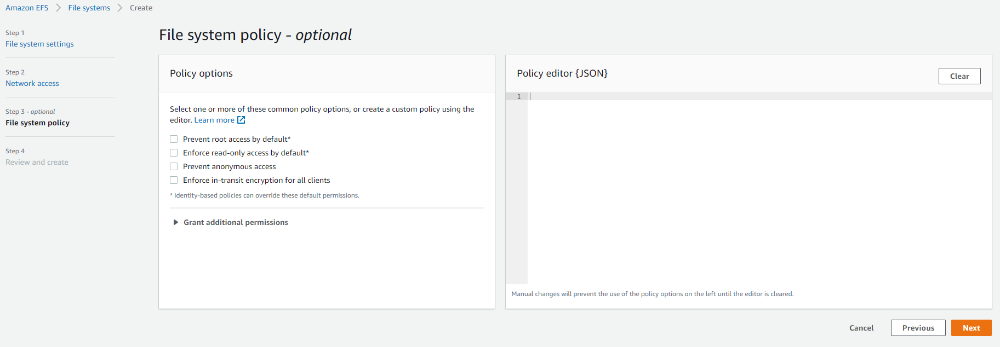 Amazon EFS > File systems > Create
Step 1
File system settings
Step 2
Network access
Step 3 - optional
File system policy
Step 4
Review and create
File system policy - optional
Policy options
Select one or more of these common policy options, or create a custom policy using the
editor. Learn more
Prevent root access by default*
Enforce read-only access by default*
Prevent anonymous access
Enforce in-transit encryption for all clients
* Identity-based policies can override these default permissions.
Grant additional permissions
Policy editor {JSON}
Clear
1
Manual changes will prevent the use of the policy options on the left until the editor is cleared.
Cancel
Previous
Next